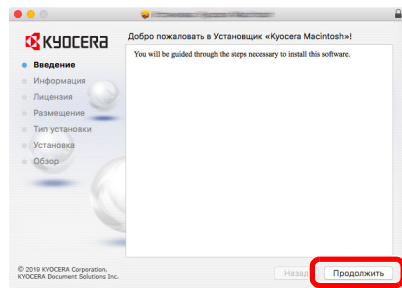 KYOCERA
Добро пожаловать в Установщик «Kyocera Macintosh»!
You will be guided through the steps necessary to install this software.
Введение
Информация
Лицензия
Размещение
Тип установки
Установка
Обзор
© 2019 KYOCERA Corporation,
KYOCERA Document Solutions Inc.
Назад
Продолжить